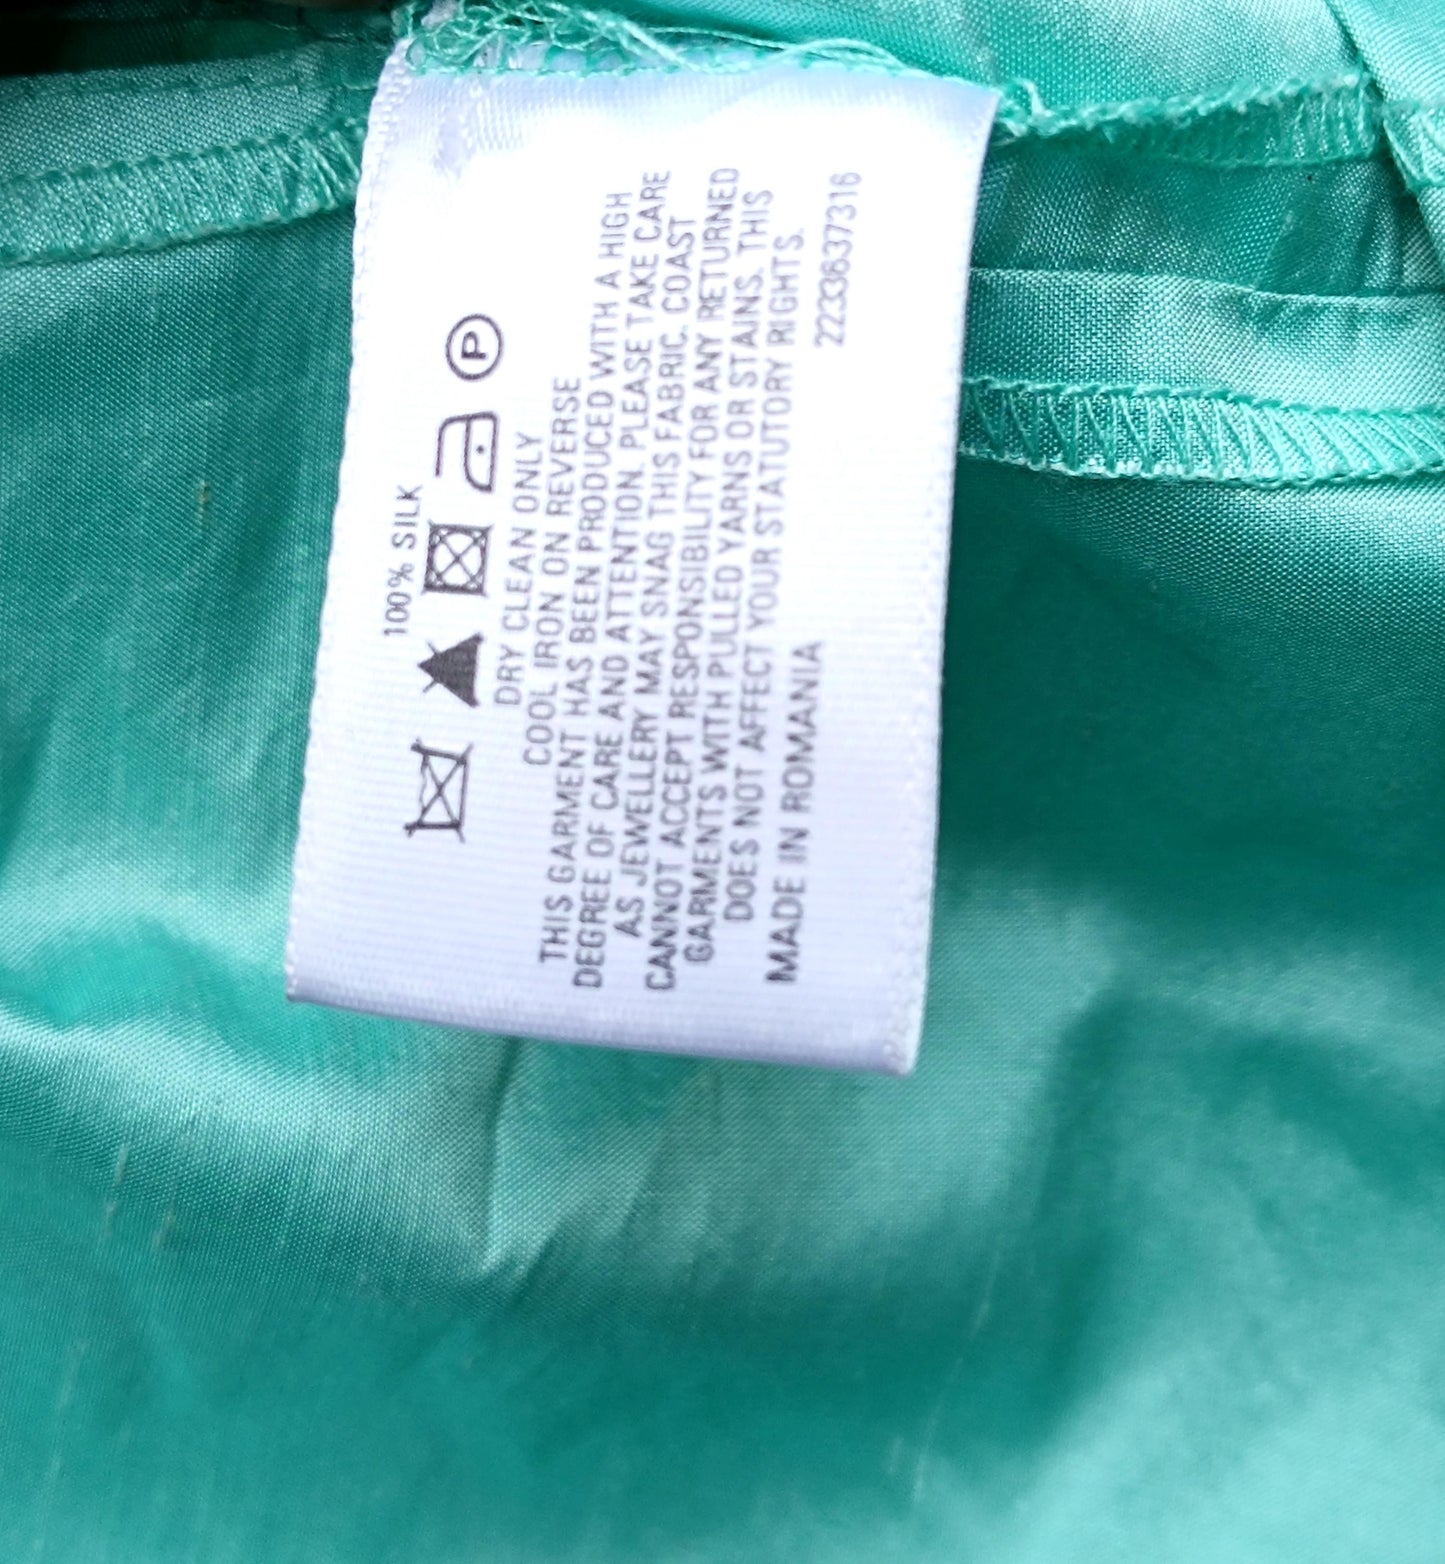 100% SILK
P
DRY CLEAN ONLY
COOL IRON ON REVERSE
THIS GARMENT HAS BEEN PRODUCED WITH A HIGH
DEGREE OF CARE AND ATTENTION. PLEASE TAKE CARE
AS JEWELLERY MAY SNAG THIS FABRIC. COAST
CANNOT ACCEPT RESPONSIBILITY FOR ANY RETURNED
GARMENTS WITH PULLED YARNS OR STAINS. THIS
DOES NOT AFFECT YOUR STATUTORY RIGHTS.
MADE IN ROMANIA
2233637316